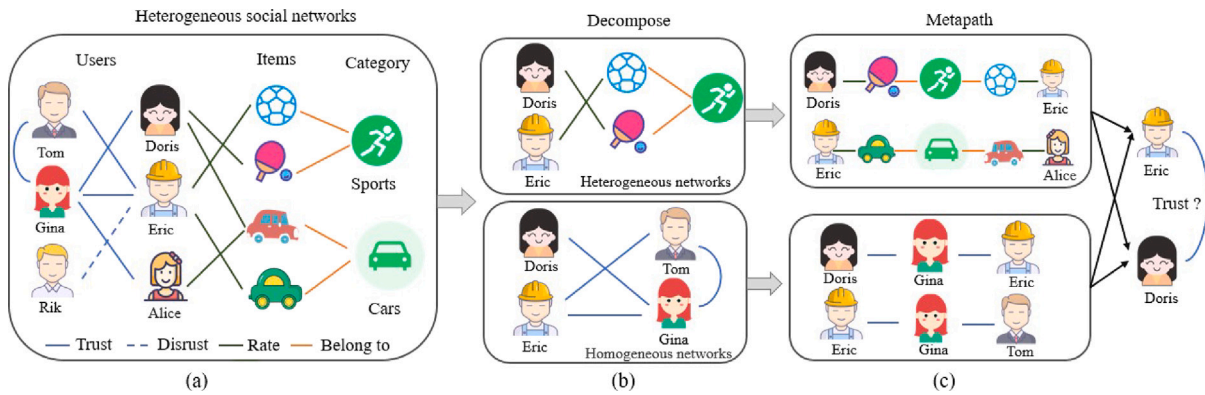 Heterogeneous social networks
Users
Items
Category
Tom
Doris
Gina
Eric
Sports
Rik
Alice
Cars
Trust
Disrust
Rate
Belong to
(a)
Decompose
Doris
Eric
Heterogeneous networks
Doris
Tom
Eric
Gina
Homogeneous networks
(b)
Metapath
Doris
Eric
Eric
Alice
Doris
Gina
Eric
Eric
Gina
Tom
(c)
Eric
Trust ?
Doris